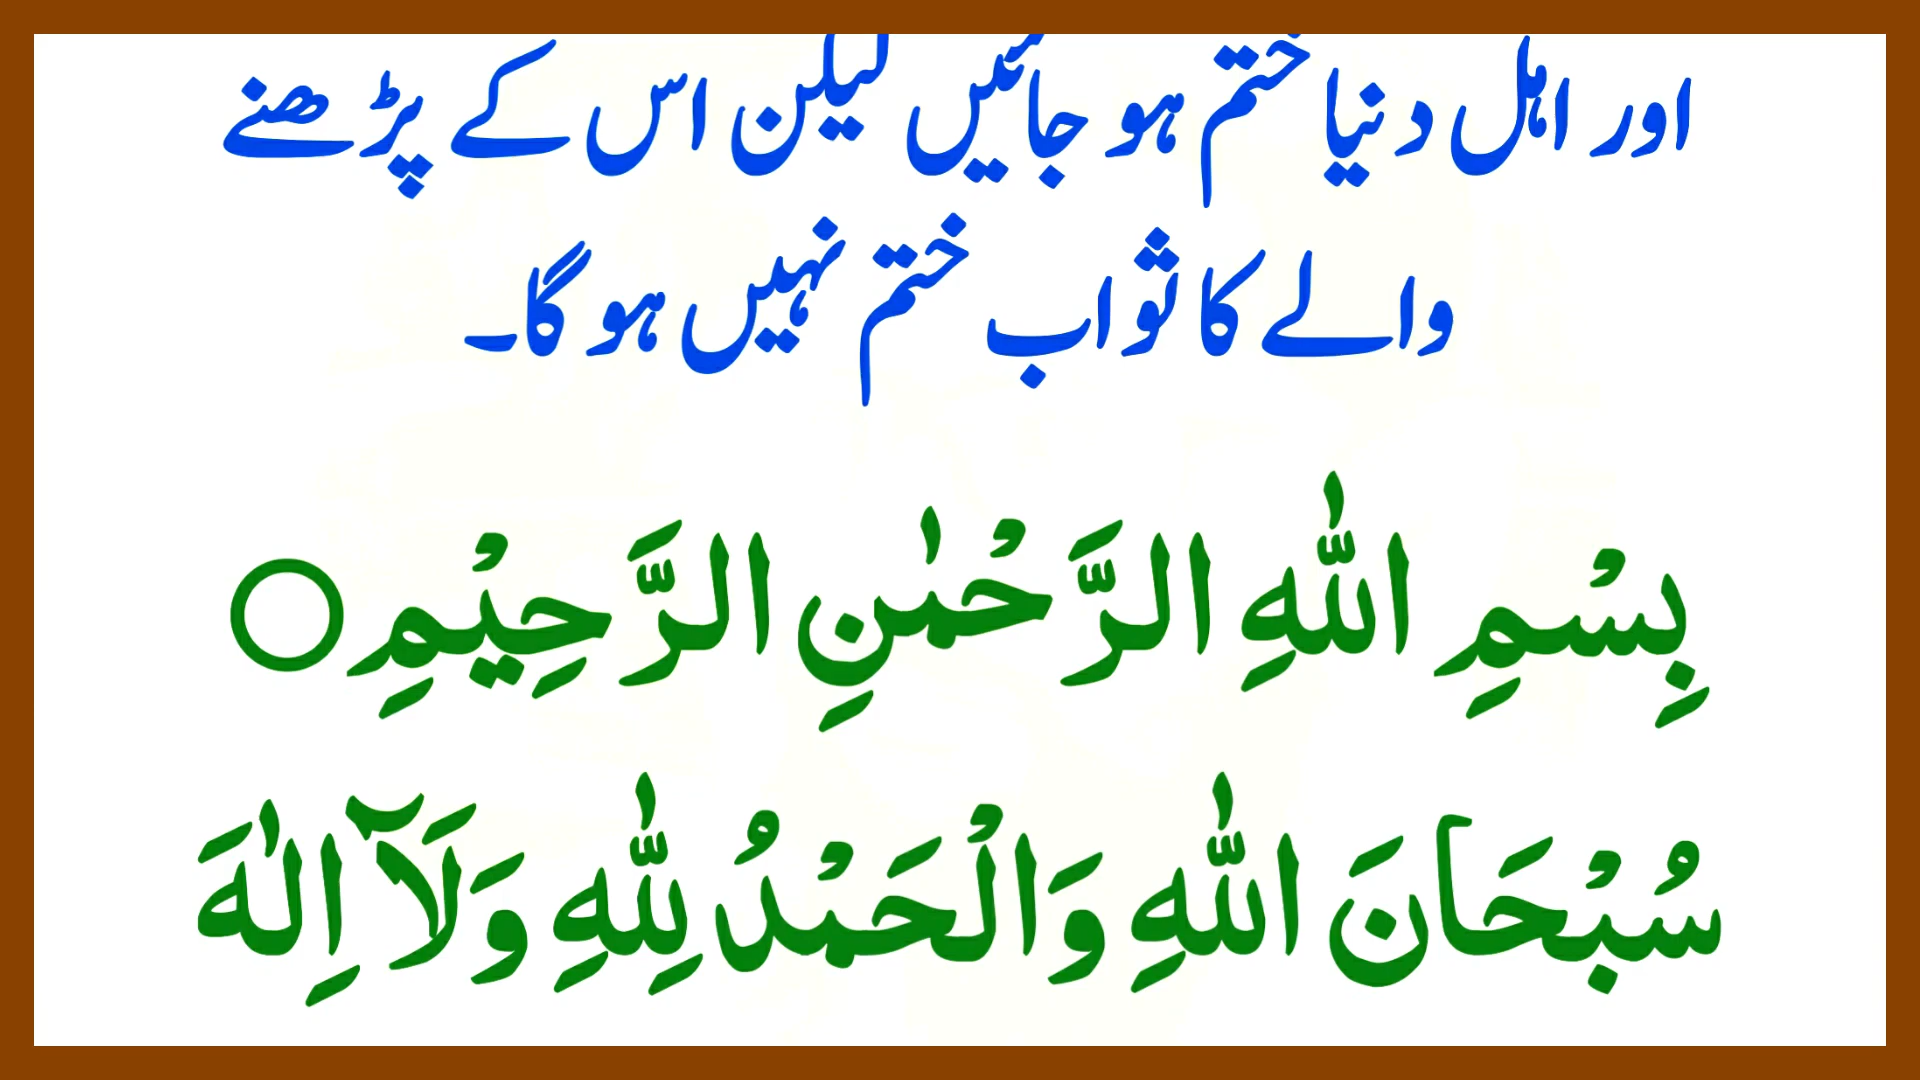 اور اہل دنیا ختم ہو جائیں لیکن اس کے پڑھنے
والے کا ثواب ختم نہیں ہو گا۔
بِسْمِ اللّٰهِ الرَّحْمٰنِ الرَّحِيْمِ○
سُبْحَانَ اللّٰهِ وَالْحَمْدُ لِلّٰهِ وَلَآ اِلٰهَ